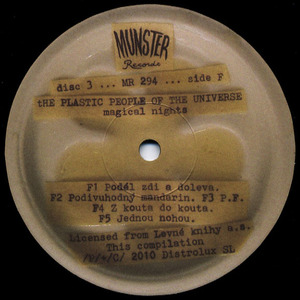 MUNSTER
Records
disc 3 ... MR 294 ... side F
tHE PLASTIC PEOPLE OF THE UNIVERSE
magical nights
F1 Podél zdi a doleva.
F2 Podivuhodný mandarin. F3 P.F.
F4 Z kouta do kouta.
F5 Jednou nohou.
Licensed from Levné knihy a.s.
This compilation
/V/+/C/ 2010 Distrolux SL